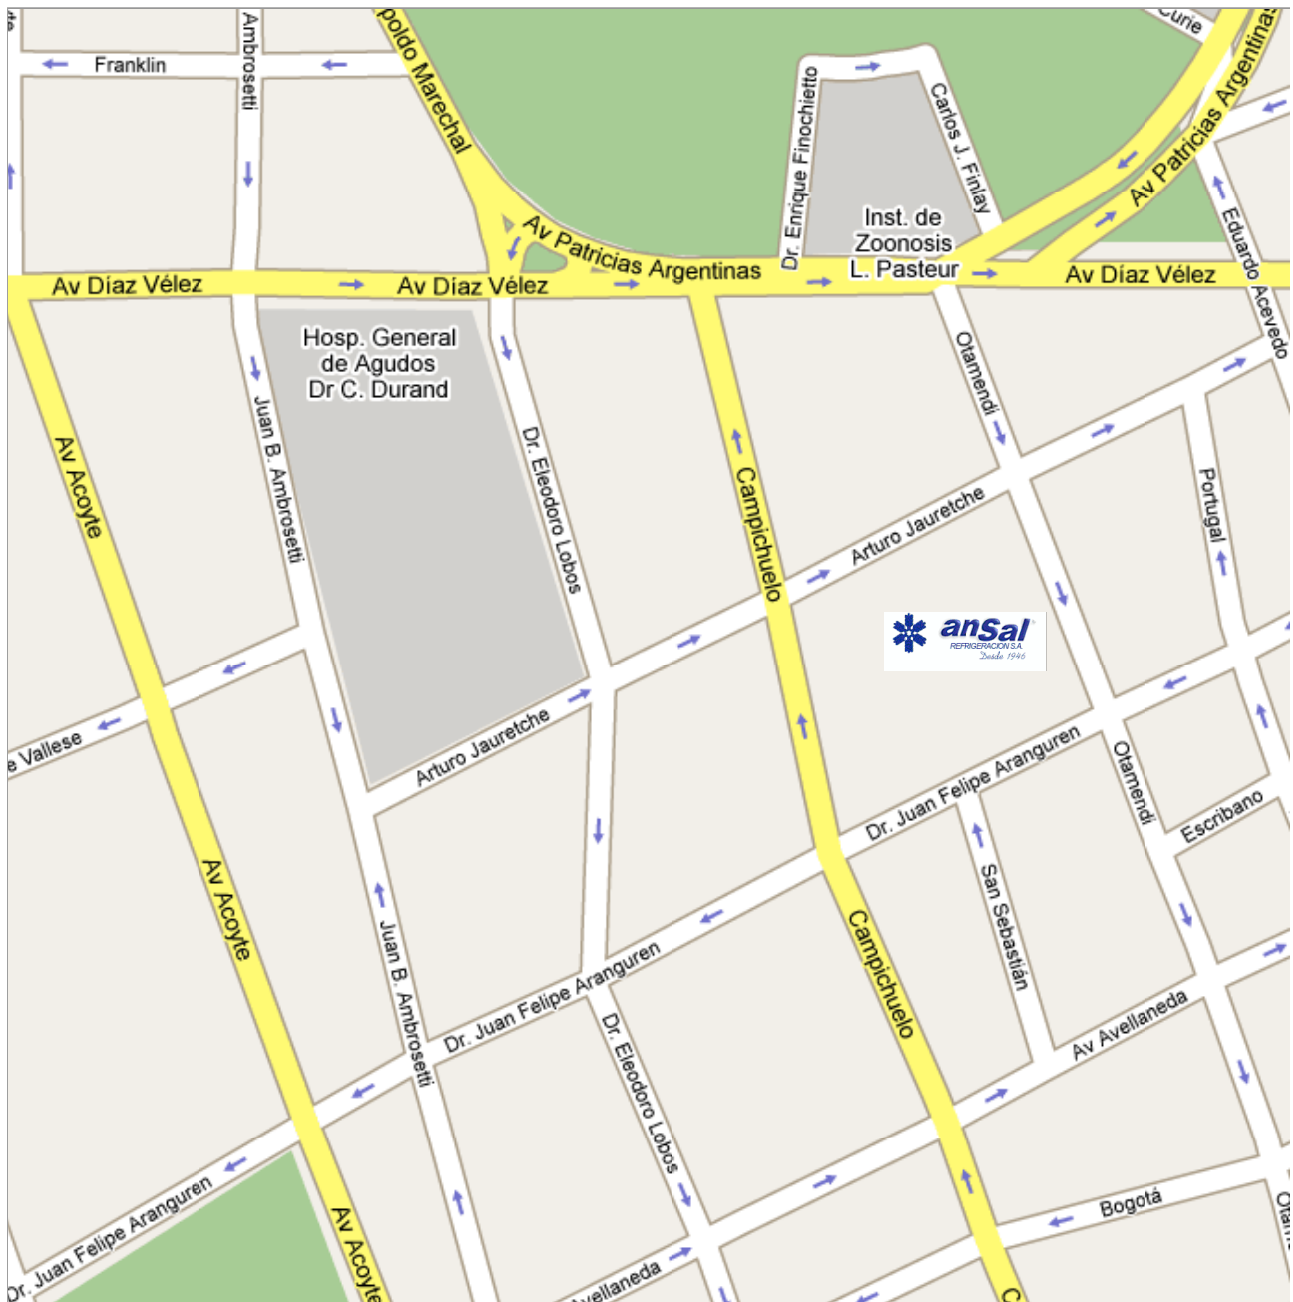 Curie
Franklin
Ambrosetti
poldo Marechal
Av Patricias Argentinas
Dr. Enrique Finochietto
Carlos J. Finlay
Inst. de
Zoonosis
L. Pasteur
Eduardo Acevedo
Av Patricias Argentinas
Av Díaz Vélez
Av Díaz Vélez
Av Díaz Vélez
Hosp. General
de Agudos
Dr C. Durand
Otamendi
Juan B. Ambrosetti
Av Acoyte
Dr. Eleodoro Lobos
Campichuelo
Arturo Jauretche
Portugal
anSal
REFRIGERACION S.A.
Desde 1946
e Vallese
Arturo Jauretche
Dr. Juan Felipe Aranguren
Otamendi
Escribano
Av Acoyte
San Sebastián
Juan B. Ambrosetti
Campichuelo
Dr. Juan Felipe Aranguren
Av Avellaneda
Dr. Eleodoro Lobos
Dr. Juan Felipe Aranguren
Bogotá
Av Acoyte
vellaneda
Otam
C